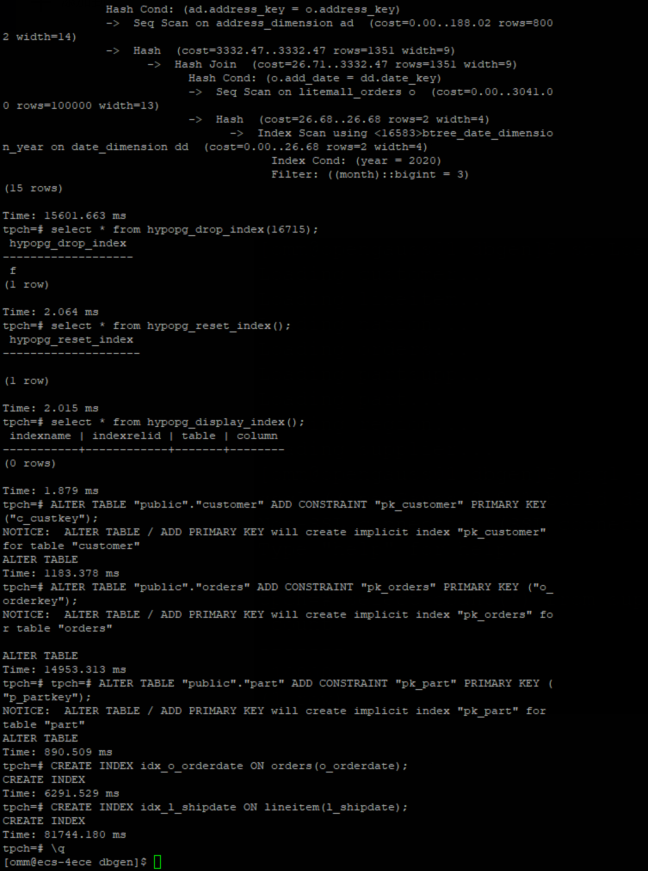 Hash Cond: (ad.address_key = o.address_key)
->  Seq Scan on address_dimension ad  (cost=0.00..188.02 rows=800
2 width=14)
->  Hash  (cost=3332.47..3332.47 rows=1351 width=9)
->  Hash Join  (cost=26.71..3332.47 rows=1351 width=9)
Hash Cond: (o.add_date = dd.date_key)
->  Seq Scan on litemall_orders o  (cost=0.00..3041.0
00 rows=100000 width=13)
->  Hash  (cost=26.68..26.68 rows=2 width=4)
->  Index Scan using <16583>btree_date_dimensio
n_year on date_dimension dd  (cost=0.00..26.68 rows=2 width=4)
Index Cond: (year = 2020)
Filter: ((month)::bigint = 3)
(15 rows)
Time: 15601.663 ms
tpch=# select * from hypopg_drop_index(16715);
hypopg_drop_index
-------------------
f
(1 row)
Time: 2.064 ms
tpch=# select * from hypopg_reset_index();
hypopg_reset_index
--------------------
(1 row)
Time: 2.015 ms
tpch=# select * from hypopg_display_index();
indexname | indexrelid | table | column
-----------+------------+-------+--------
(0 rows)
Time: 1.879 ms
tpch=# ALTER TABLE "public"."customer" ADD CONSTRAINT "pk_customer" PRIMARY KEY
("c_custkey");
NOTICE:  ALTER TABLE / ADD PRIMARY KEY will create implicit index "pk_customer"
for table "customer"
ALTER TABLE
Time: 1183.378 ms
tpch=# ALTER TABLE "public"."orders" ADD CONSTRAINT "pk_orders" PRIMARY KEY ("o_
orderkey");
NOTICE:  ALTER TABLE / ADD PRIMARY KEY will create implicit index "pk_orders" fo
r table "orders"
ALTER TABLE
Time: 14953.313 ms
tpch=# tpch=# ALTER TABLE "public"."part" ADD CONSTRAINT "pk_part" PRIMARY KEY (
"p_partkey");
NOTICE:  ALTER TABLE / ADD PRIMARY KEY will create implicit index "pk_part" for
table "part"
ALTER TABLE
Time: 890.509 ms
tpch=# CREATE INDEX idx_o_orderdate ON orders(o_orderdate);
CREATE INDEX
Time: 6291.529 ms
tpch=# CREATE INDEX idx_l_shipdate ON lineitem(l_shipdate);
CREATE INDEX
Time: 81744.180 ms
tpch=# \q
[omm@ecs-4ece dbgen]$